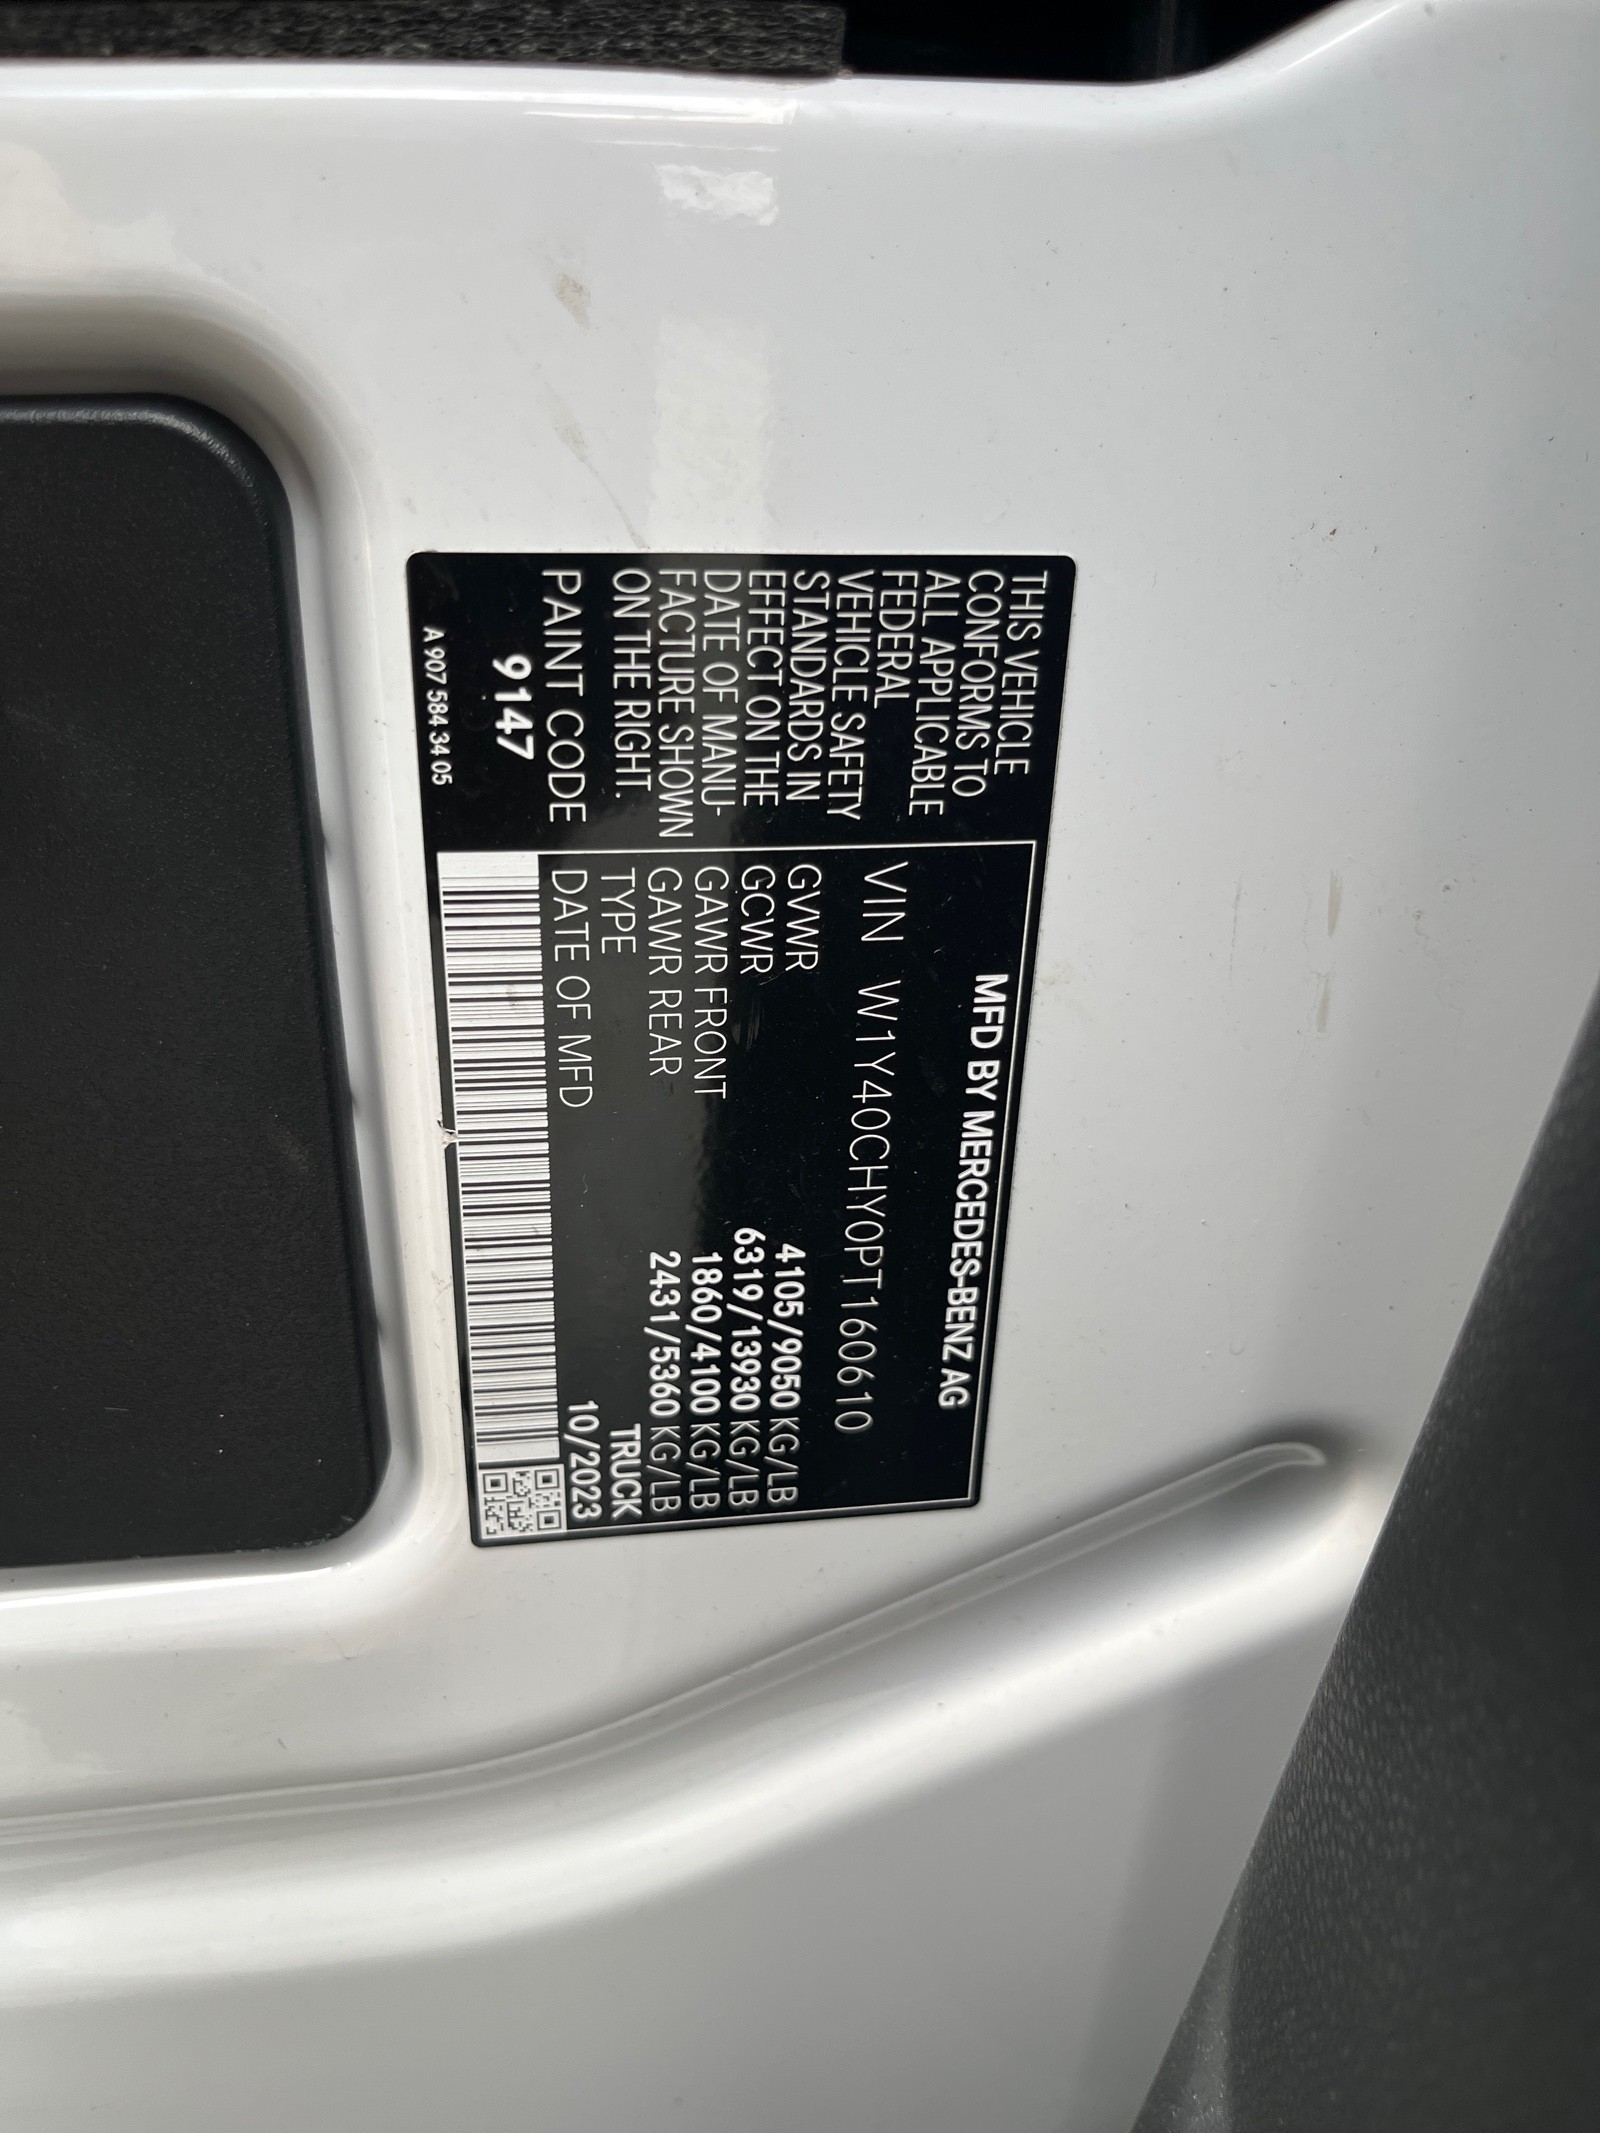 THIS VEHICLE
CONFORMS TO
ALL APPLICABLE
FEDERAL
VEHICLE SAFETY
STANDARDS IN
EFFECT ON THE
DATE OF MANU-
FACTURE SHOWN
ON THE RIGHT.
PAINT CODE
9147
A 907 584 34 05
MFD BY MERCEDES-BENZ AG
VIN W1Y40CHY0PT160610
GVWR 4105/9050 KG/LB
GCWR 6319/13930 KG/LB
GAWR FRONT 1860/4100 KG/LB
GAWR REAR 2431/5360 KG/LB
TYPE TRUCK
DATE OF MFD 10/2023